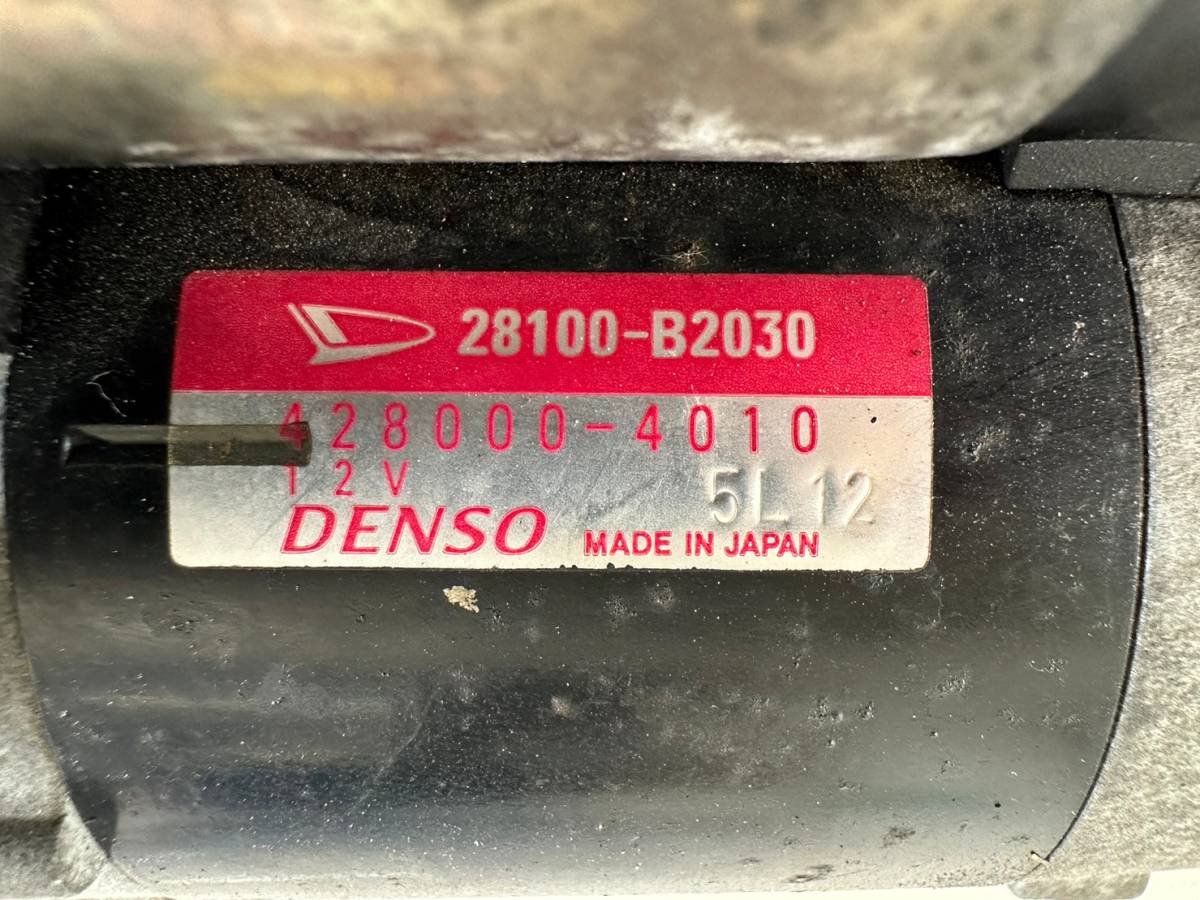 28100-B2030
428000-4010
12V 5L12
DENSO MADE IN JAPAN